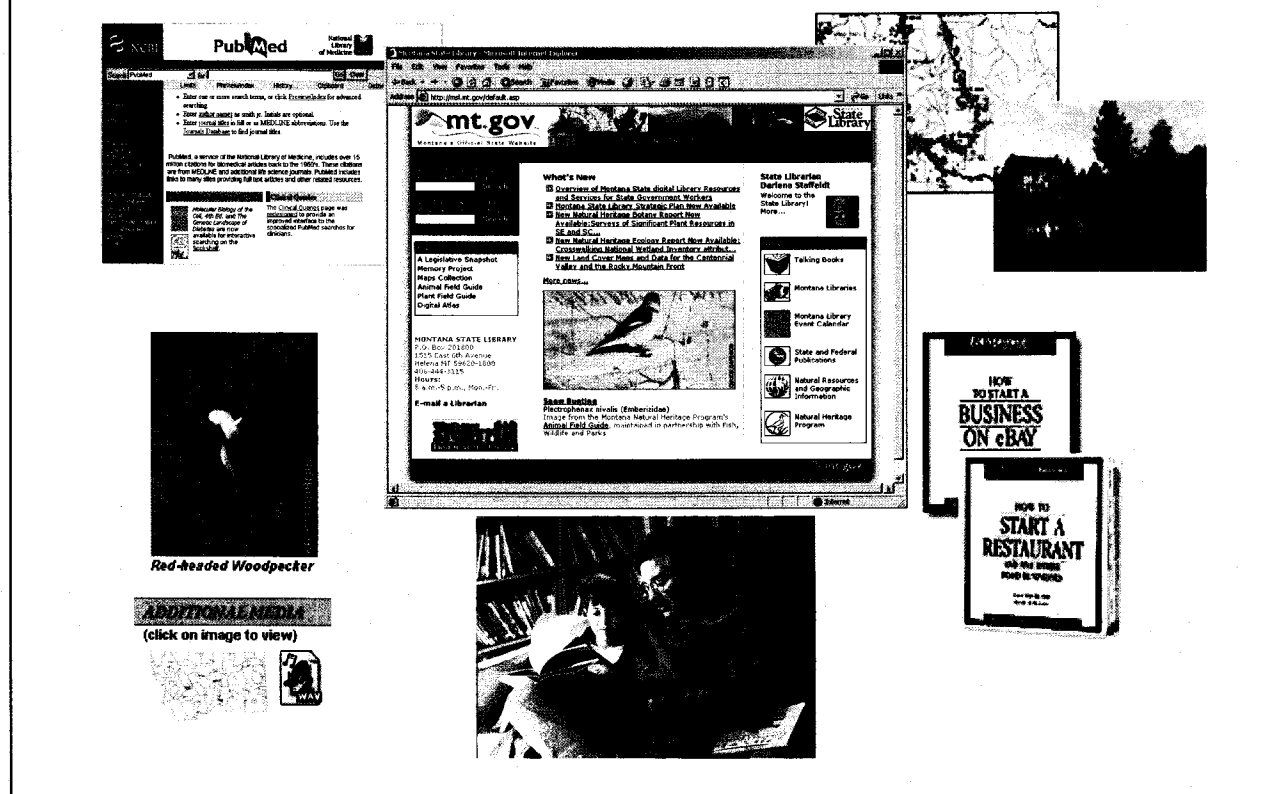 NCBI
PubMed
National
Library
of Medicine
Search PubMed for Go Clear
Limits Preview/Index History Clipboard
Enter one or more search terms, or click Preview/Index for advanced
searching.
Enter author names as smith jc. Initials are optional.
Enter journal titles in full or as MEDLINE abbreviations. Use the
Journals Database to find journal titles.
PubMed, a service of the National Library of Medicine, includes over 15
million citations for biomedical articles back to the 1950's. These citations
are from MEDLINE and additional life science journals. PubMed includes
links to many sites providing full text articles and other related resources.
Molecular Biology of the
Cell, 4th Ed. and The
Genetic Landscape of
Diabetes are now
available for interactive
searching on the
Bookshelf.
Clinical Queries
The Clinical Queries page was
redesigned to provide an
improved interface to the
specialized PubMed searches for
clinicians.
Montana State Library - Microsoft Internet Explorer
File Edit View Favorites Tools Help
Back Search Favorites Media
Address http://msl.mt.gov/default.asp Go Links
mt.gov
Montana's Official State Website
State
Library
A Legislative Snapshot
Memory Project
Maps Collection
Animal Field Guide
Plant Field Guide
Digital Atlas
MONTANA STATE LIBRARY
P.O. Box 201800
1515 East 6th Avenue
Helena MT 59620-1800
406-444-3115
Hours:
8 a.m.-5 p.m., Mon.-Fri.
E-mail a Librarian
What's New
Overview of Montana State digital Library Resources
and Services for State Government Workers
Montana State Library Strategic Plan Now Available
New Natural Heritage Botany Report Now
Available:Surveys of Significant Plant Resources in
SE and SC...
New Natural Heritage Ecology Report Now Available:
Crosswalking National Wetland Inventory attribut...
New Land Cover Maps and Data for the Centennial
Valley and the Rocky Mountain Front
More news...
Snow Bunting
Plectrophenax nivalis (Emberizidae)
Image from the Montana Natural Heritage Program's
Animal Field Guide, maintained in partnership with Fish,
Wildlife and Parks
State Librarian
Darlene Staffeldt
Welcome to the
State Library!
More...
Talking Books
Montana Libraries
Montana Library
Event Calendar
State and Federal
Publications
Natural Resources
and Geographic
Information
Natural Heritage
Program
Internet
Red-headed Woodpecker
ADDITIONAL MEDIA
(click on image to view)
WAV
HOW
TO START A
BUSINESS
ON eBAY
HOW TO
START A
RESTAURANT